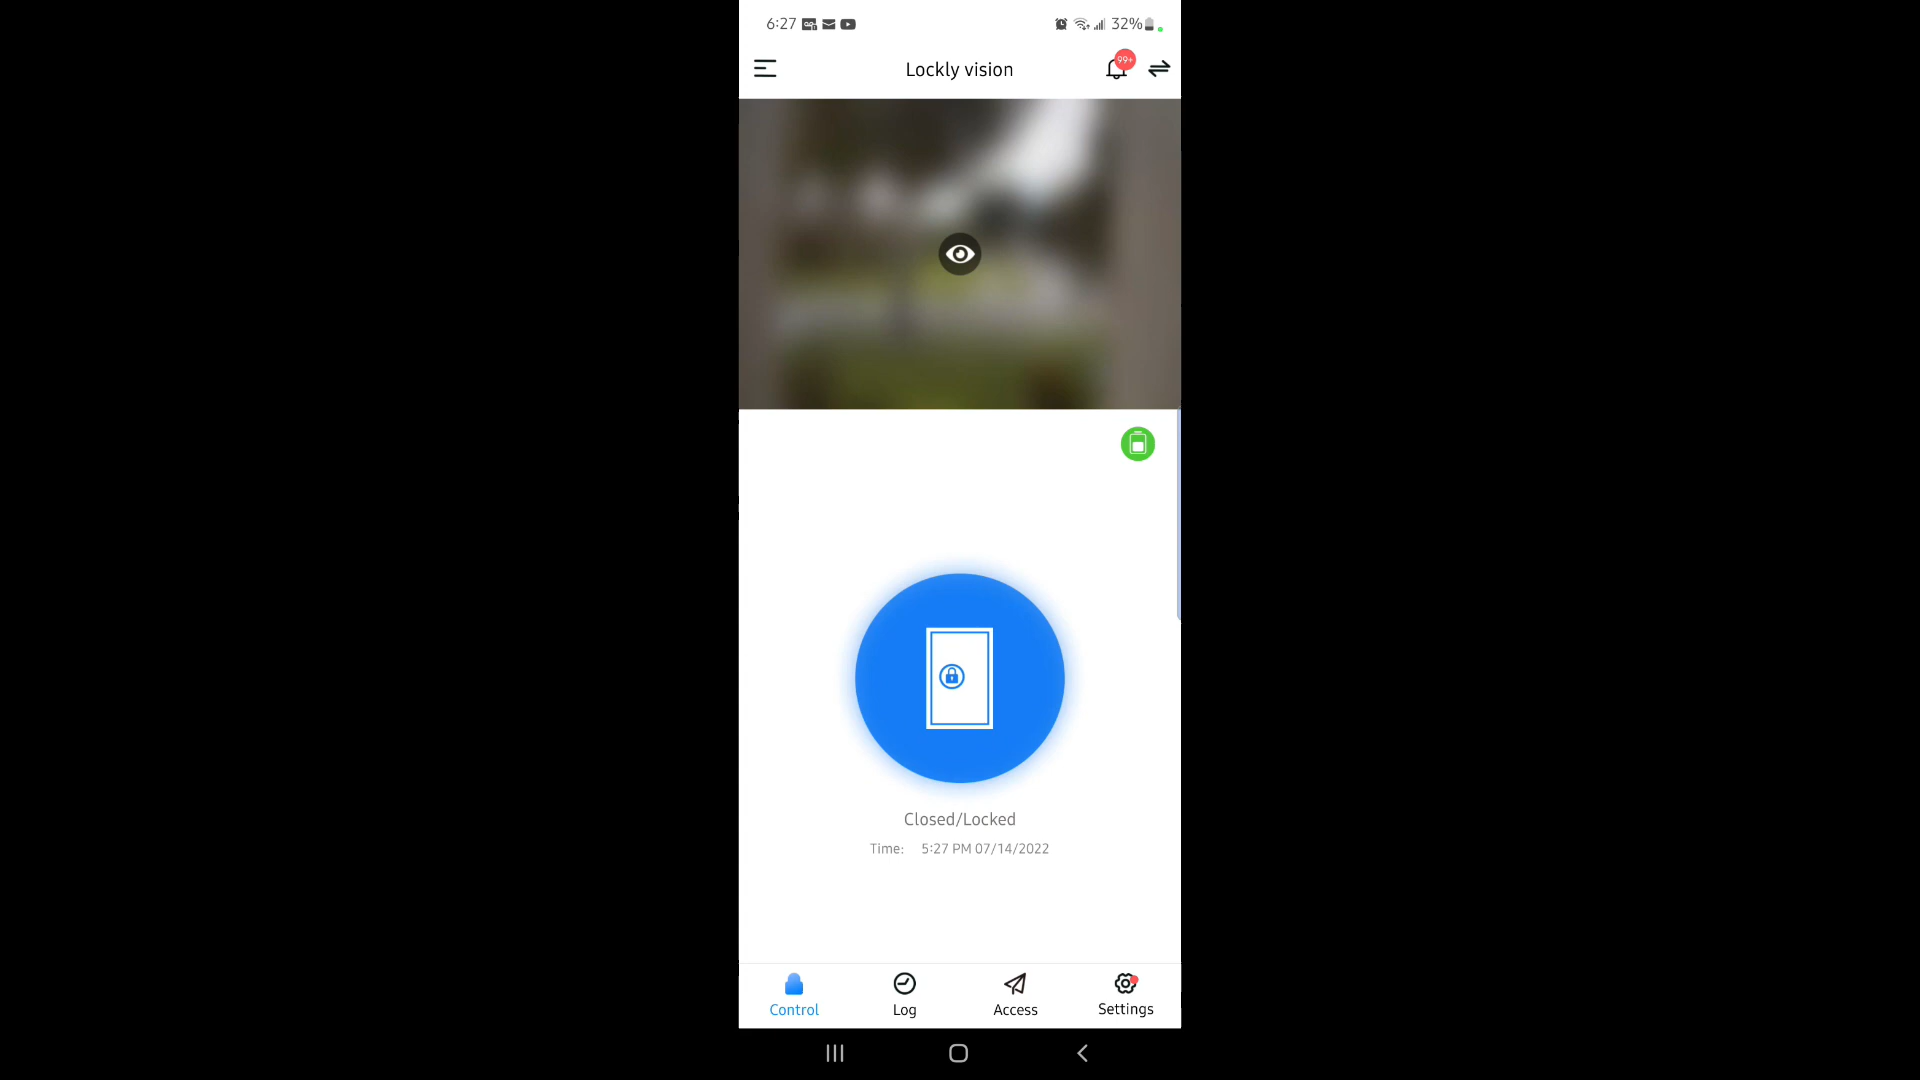 6:27 32%
Lockly vision
99+
Closed/Locked
Time: 5:27 PM 07/14/2022
Control Log Access Settings